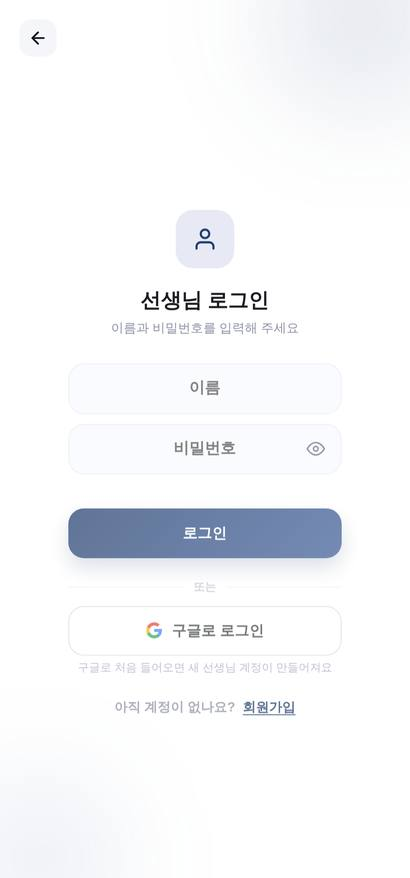 선생님 로그인
이름과 비밀번호를 입력해 주세요
이름
비밀번호
로그인
또는
구글로 로그인
구글로 처음 들어오면 새 선생님 계정이 만들어져요
아직 계정이 없나요? 회원가입